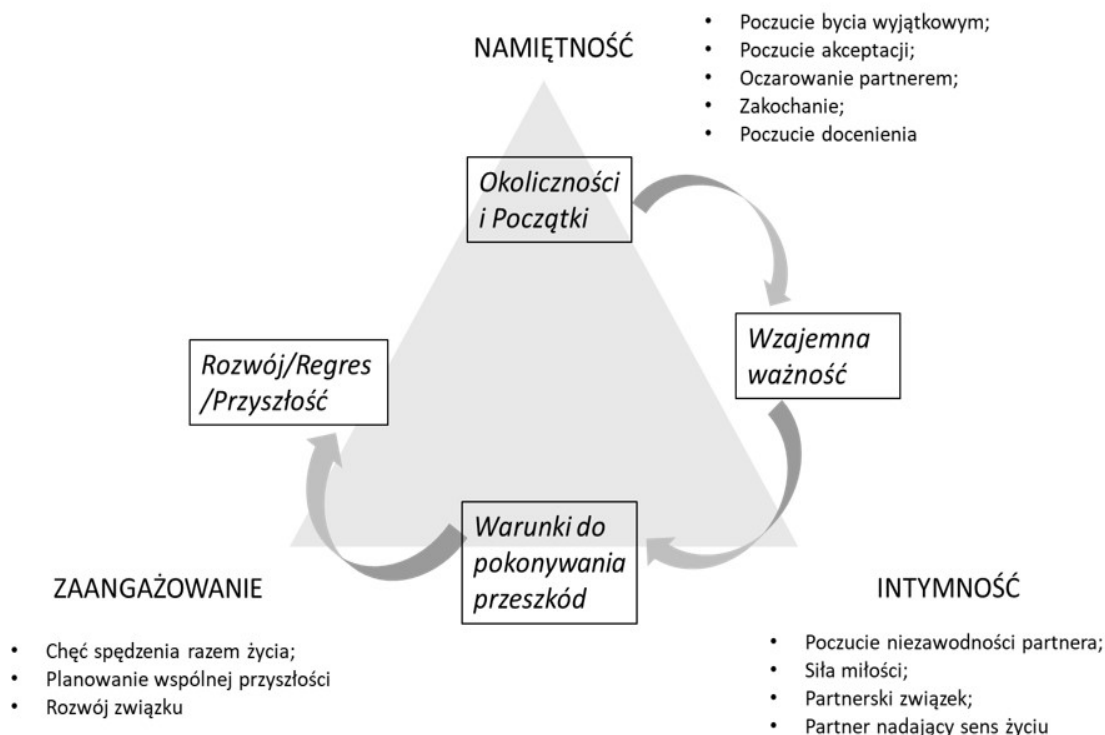 NAMIĘTNOŚĆ
• Poczucie bycia wyjątkowym;
• Poczucie akceptacji;
• Oczarowanie partnerem;
• Zakochanie;
• Poczucie docenienia
Okoliczności
i Początki
Wzajemna
ważność
Rozwój/Regres
/Przyszłość
Warunki do
pokonywania
przeszkód
ZAANGAŻOWANIE
• Chęć spędzenia razem życia;
• Planowanie wspólnej przyszłości
• Rozwój związku
INTYMNOŚĆ
• Poczucie niezawodności partnera;
• Siła miłości;
• Partnerski związek;
• Partner nadający sens życiu